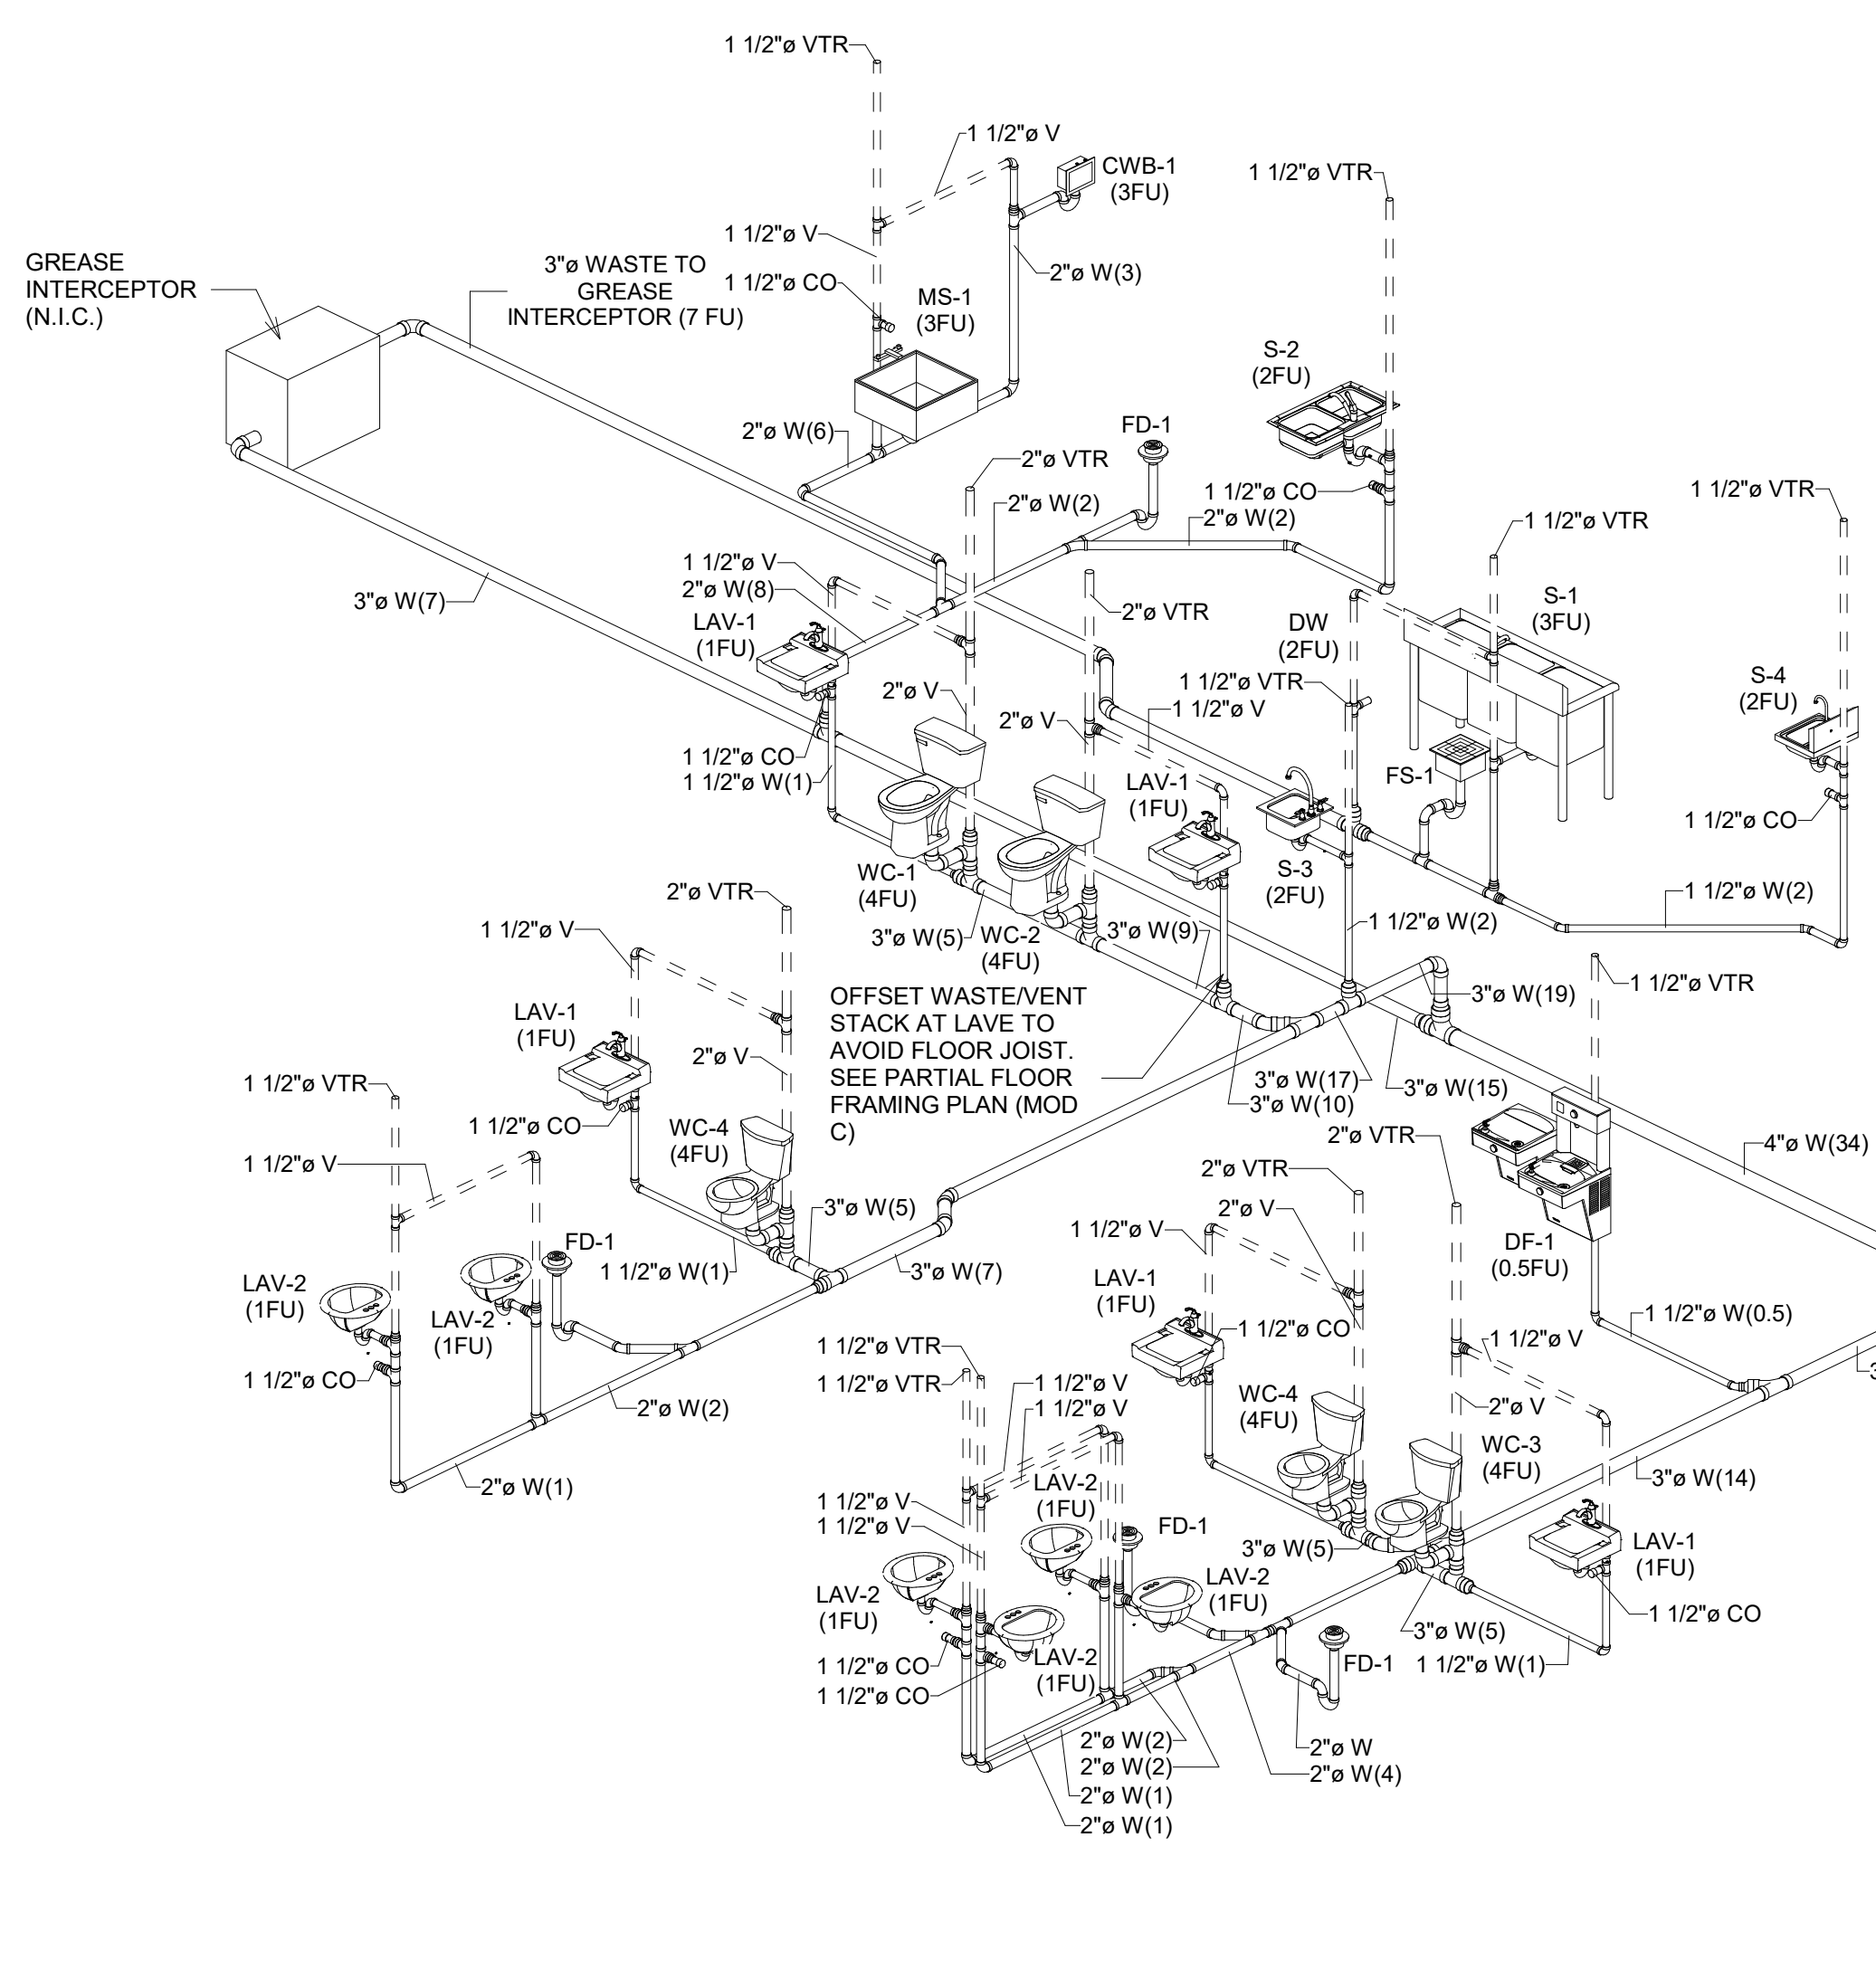 1 1/2"ø VTR
1 1/2"ø V
CWB-1
(3FU)
1 1/2"ø VTR
1 1/2"ø V
GREASE
INTERCEPTOR
(N.I.C.)
3"ø WASTE TO
GREASE
INTERCEPTOR (7 FU)
1 1/2"ø CO
2"ø W(3)
MS-1
(3FU)
S-2
(2FU)
2"ø W(6)
FD-1
2"ø VTR
1 1/2"ø CO
2"ø W(2)
2"ø W(2)
1 1/2"ø VTR
1 1/2"ø VTR
1 1/2"ø V
2"ø W(8)
3"ø W(7)
LAV-1
(1FU)
2"ø VTR
DW
(2FU)
S-1
(3FU)
1 1/2"ø VTR
1 1/2"ø V
S-4
(2FU)
2"ø V
2"ø V
1 1/2"ø CO
1 1/2"ø W(1)
LAV-1
(1FU)
FS-1
1 1/2"ø CO
WC-1
(4FU)
S-3
(2FU)
1 1/2"ø W(2)
2"ø VTR
1 1/2"ø V
3"ø W(5)
WC-2
(4FU)
3"ø W(9)
1 1/2"ø W(2)
OFFSET WASTE/VENT
STACK AT LAVE TO
AVOID FLOOR JOIST.
SEE PARTIAL FLOOR
FRAMING PLAN (MOD
C)
3"ø W(19)
1 1/2"ø VTR
LAV-1
(1FU)
2"ø V
1 1/2"ø VTR
3"ø W(17)
3"ø W(15)
3"ø W(10)
1 1/2"ø CO
WC-4
(4FU)
2"ø VTR
4"ø W(34)
1 1/2"ø V
2"ø VTR
3"ø W(5)
2"ø V
1 1/2"ø V
FD-1
1 1/2"ø W(1)
3"ø W(7)
DF-1
(0.5FU)
LAV-2
(1FU)
LAV-2
(1FU)
LAV-1
(1FU)
1 1/2"ø W(0.5)
1 1/2"ø CO
1 1/2"ø V
1 1/2"ø VTR
1 1/2"ø CO
1 1/2"ø VTR
1 1/2"ø V
1 1/2"ø V
3
2"ø W(2)
WC-4
(4FU)
2"ø V
WC-3
(4FU)
2"ø W(1)
LAV-2
(1FU)
3"ø W(14)
1 1/2"ø V
1 1/2"ø V
FD-1
3"ø W(5)
LAV-1
(1FU)
LAV-2
(1FU)
LAV-2
(1FU)
1 1/2"ø CO
3"ø W(5)
LAV-2
(1FU)
FD-1
1 1/2"ø W(1)
1 1/2"ø CO
1 1/2"ø CO
2"ø W(2)
2"ø W(2)
2"ø W
2"ø W(4)
2"ø W(1)
2"ø W(1)